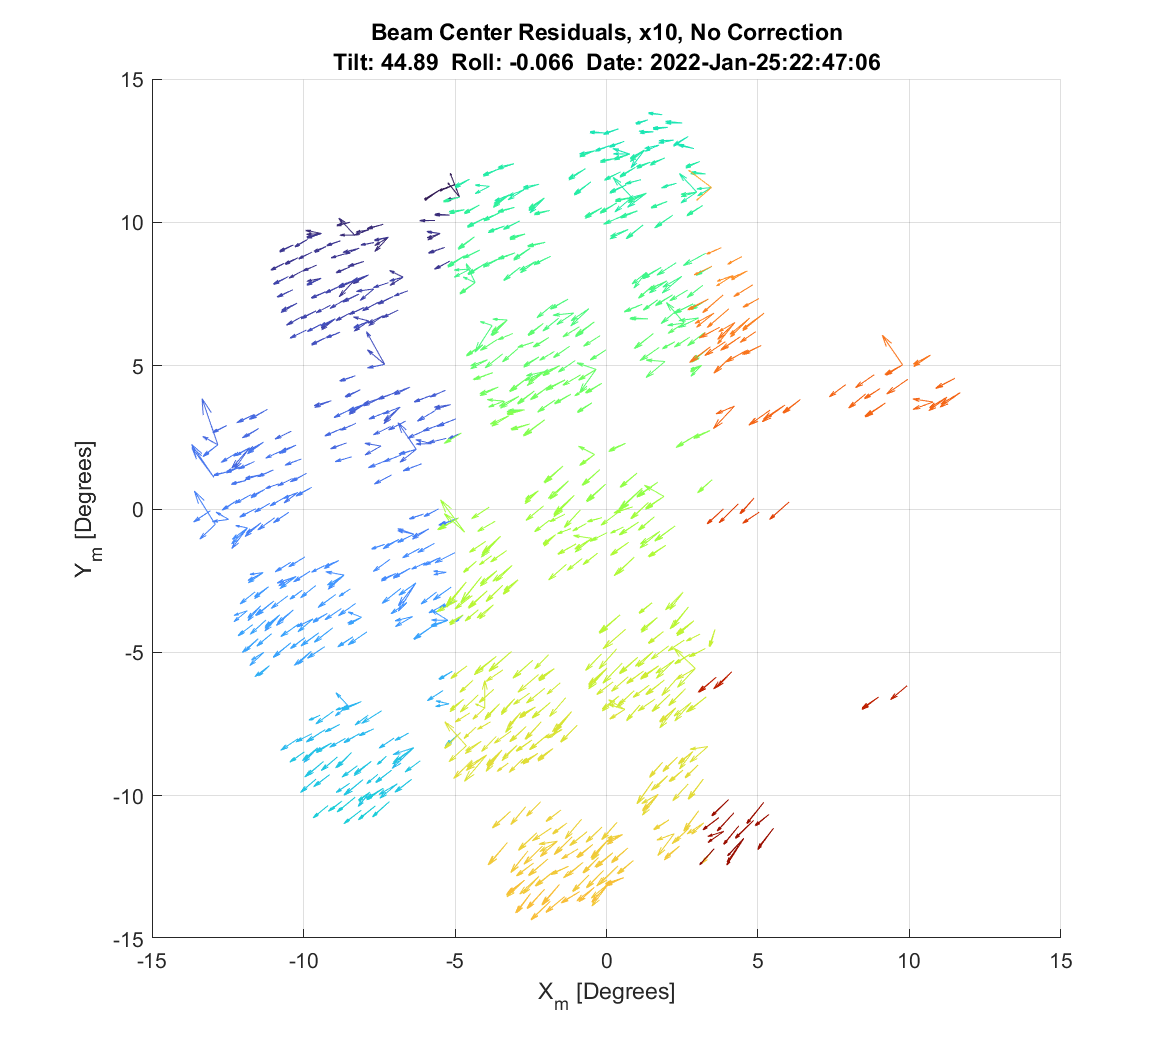 Beam Center Residuals, x10, No Correction
Tilt: 44.89 Roll: -0.066 Date: 2022-Jan-25:22:47:06
15
10
5
0
-5
-10
-15
Y_m [Degrees]
-15 -10 -5 0 5 10 15
X_m [Degrees]